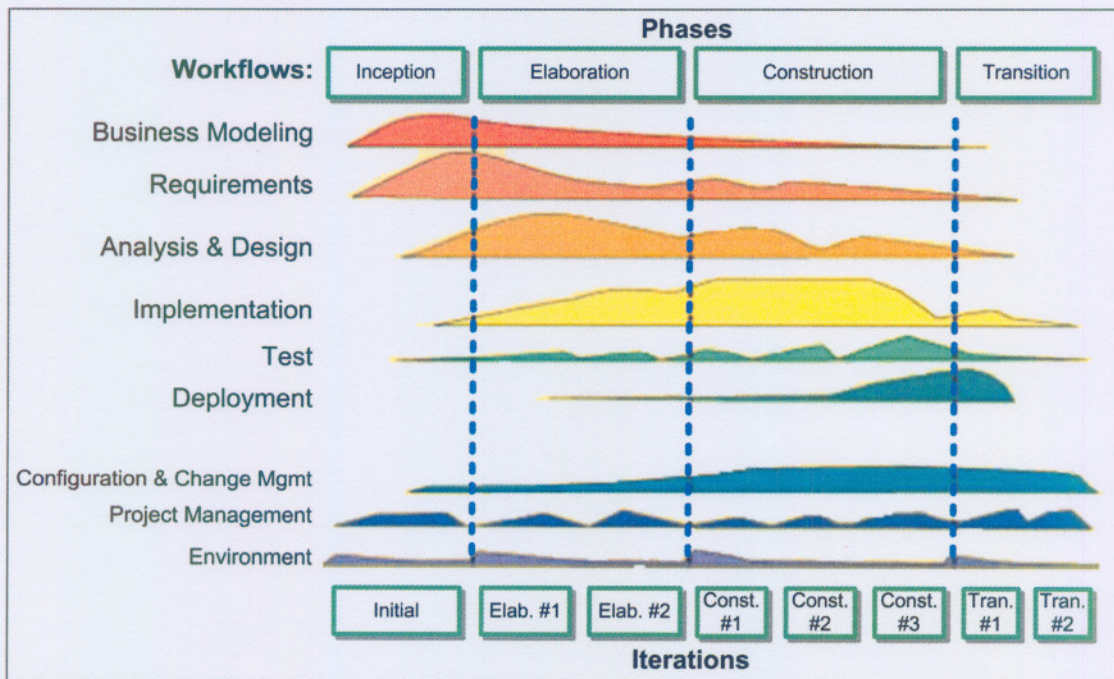 Phases
Workflows:
Inception
Elaboration
Construction
Transition
Business Modeling
Requirements
Analysis & Design
Implementation
Test
Deployment
Configuration & Change Mgmt
Project Management
Environment
Initial
Elab. #1
Elab. #2
Const.
#1
Const.
#2
Const.
#3
Tran.
#1
Tran.
#2
Iterations